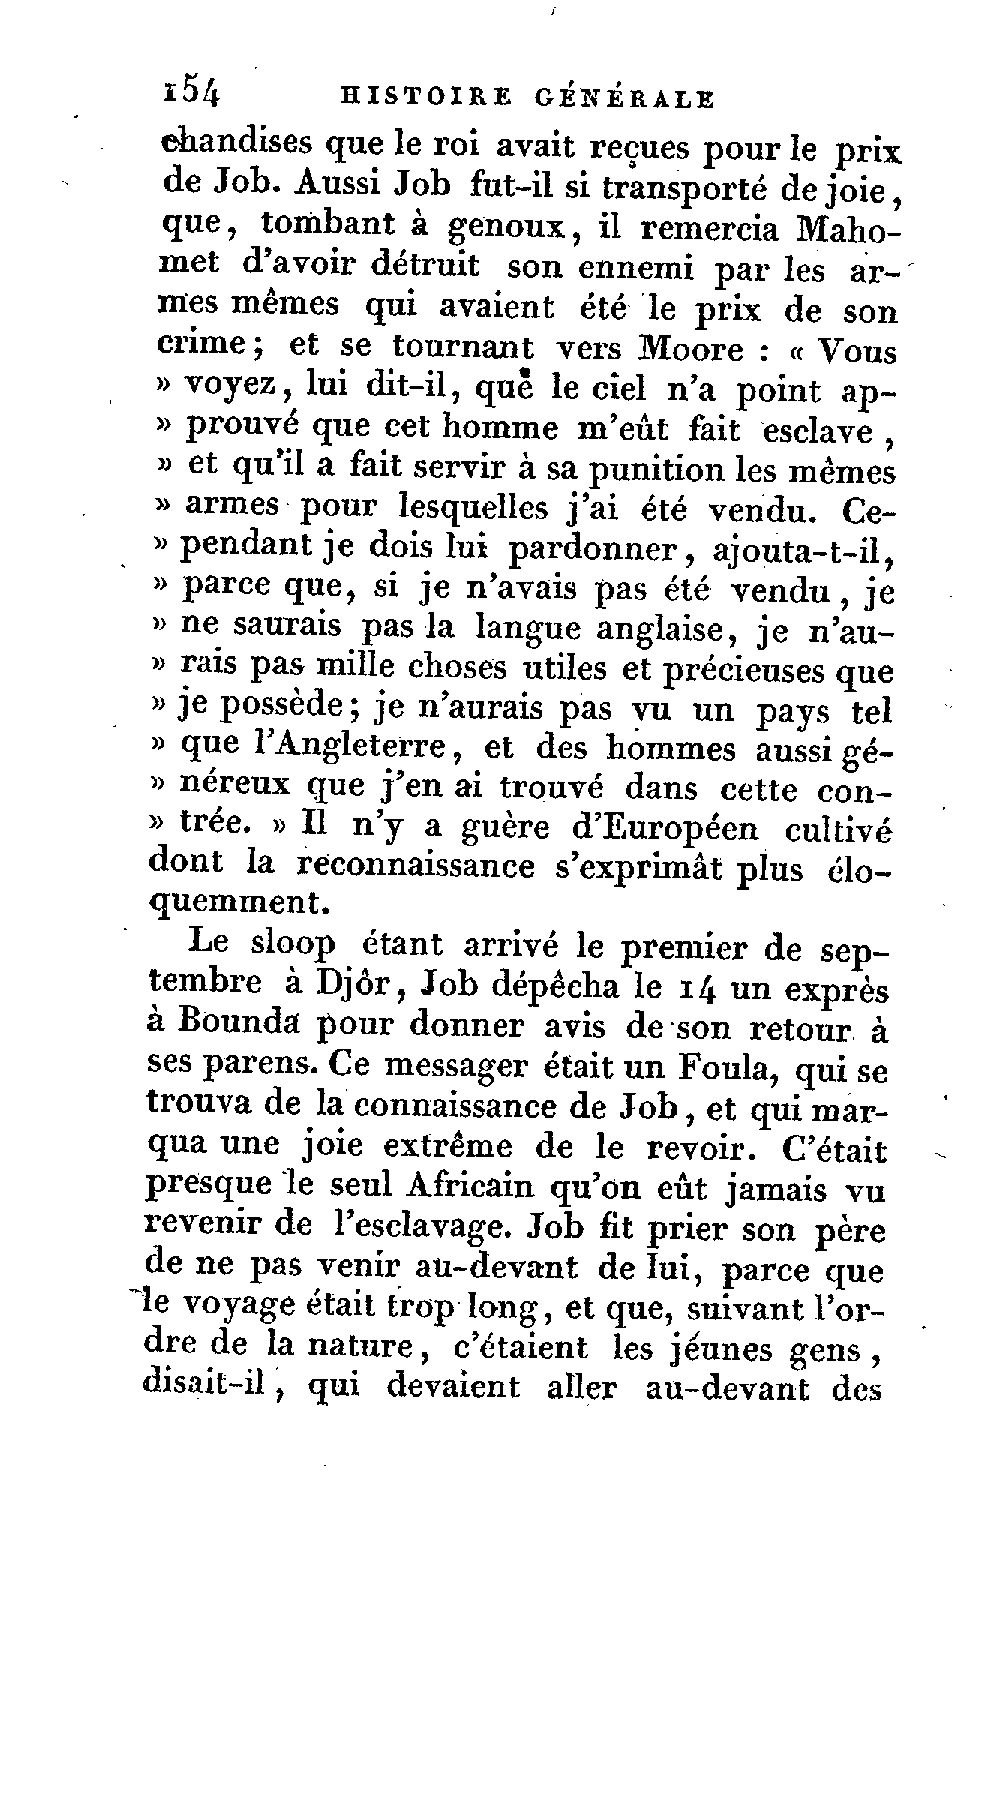 154 HISTOIRE GÉNÉRALE
chandises que le roi avait reçues pour le prix
de Job. Aussi Job fut-il si transporté de joie,
que, tombant à genoux, il remercia Maho-
met d'avoir détruit son ennemi par les ar-
mes mêmes qui avaient été le prix de son
crime; et se tournant vers Moore : « Vous
» voyez, lui dit-il, que le ciel n'a point ap-
» prouvé que cet homme m'eût fait esclave,
» et qu'il a fait servir à sa punition les mêmes
» armes pour lesquelles j'ai été vendu. Ce-
» pendant je dois lui pardonner, ajouta-t-il,
» parce que, si je n'avais pas été vendu, je
» ne saurais pas la langue anglaise, je n'au-
» rais pas mille choses utiles et précieuses que
» je possède; je n'aurais pas vu un pays tel
» que l'Angleterre, et des hommes aussi gé-
» néreux que j'en ai trouvé dans cette con-
» trée. » Il n'y a guère d'Européen cultivé
dont la reconnaissance s'exprimât plus élo-
quemment.
Le sloop étant arrivé le premier de sep-
tembre à Djôr, Job dépêcha le 14 un exprès
à Bounda pour donner avis de son retour à
ses parens. Ce messager était un Foula, qui se
trouva de la connaissance de Job, et qui mar-
qua une joie extrême de le revoir. C'était
presque le seul Africain qu'on eût jamais vu
revenir de l'esclavage. Job fit prier son père
de ne pas venir au-devant de lui, parce que
le voyage était trop long, et que, suivant l'or-
dre de la nature, c'étaient les jeunes gens,
disait-il, qui devaient aller au-devant des